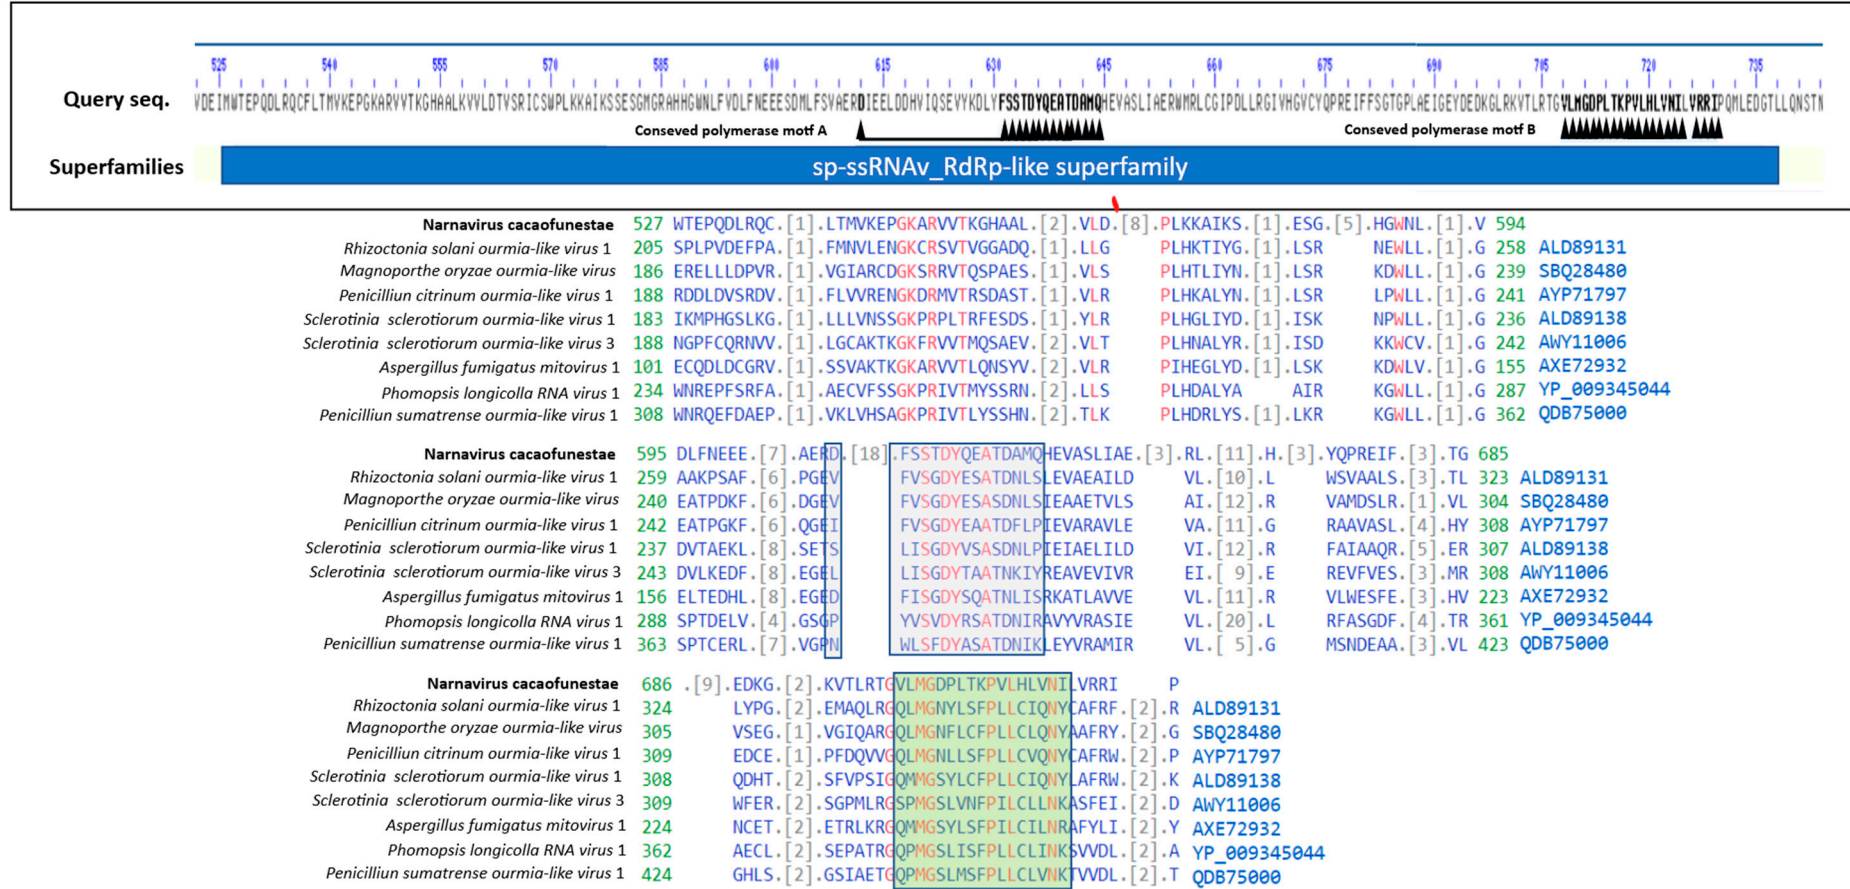 525 540 555 570 585 600 615 630 645 660 675 690 705 720 735
Query seq. VDEIMWTEPQDLRQCFLTMVKEPGKARVVTKGHAALKVVLDTVSRICSWPLKKAIKSSESGMGRAHHGWNLFVDLFNEEESDMLFSVAERDIEELDDHVIQSEVYKDLYFSSTDYQEATDAMQHEVASLIAERWMRLCGIPDLLRGIVHGVCYQPREIFFSGTGPLAEIGEYDEDKGLRKVTLRTGVLMGDPLTKPVLHLVNILVRRIPQMLEDGTLLQNSTN
Conseved polymerase motif A Conseved polymerase motif B
Superfamilies sp-ssRNAv_RdRp-like superfamily
Narnavirus cacaofunestae 527 WTEPQDLRQC.[1].LTMVKEPGKARVVTKGHAAL.[2].VLD.[8].PLKKAIKS.[1].ESG.[5].HGWNL.[1].V 594
Rhizoctonia solani ourmia-like virus 1 205 SPLPVDEFPA.[1].FMNVLENGKCRSVTVGGADQ.[1].LLG PLHKTIYG.[1].LSR NEWLL.[1].G 258 ALD89131
Magnoporthe oryzae ourmia-like virus 186 ERELLLDPVR.[1].VGIARCDGKSRRVTQSPAES.[1].VLS PLHTLIYN.[1].LSR KDWLL.[1].G 239 SBQ28480
Penicilliun citrinum ourmia-like virus 1 188 RDDLDVSRDV.[1].FLVVRENGKDRMVTRSDAST.[1].VLR PLHKALYN.[1].LSR LPWLL.[1].G 241 AYP71797
Sclerotinia sclerotiorum ourmia-like virus 1 183 IKMPHGSLKG.[1].LLLVNSSGKPRPLTRFESDS.[1].YLR PLHGLIYD.[1].ISK NPWLL.[1].G 236 ALD89138
Sclerotinia sclerotiorum ourmia-like virus 3 188 NGPFCQRNVV.[1].LGCAKTKGKFRVVTMQSAEV.[2].VLT PLHNALYR.[1].ISD KKWCV.[1].G 242 AWY11006
Aspergillus fumigatus mitovirus 1 101 ECQDLDCGRV.[1].SSVAKTKGKARVVTLQNSYV.[2].VLR PIHEGLYD.[1].LSK KDWLV.[1].G 155 AXE72932
Phomopsis longicolla RNA virus 1 234 WNREPFSRFA.[1].AECVFSSGKPRIVTMYSSRN.[2].LLS PLHDALYA AIR KGWLL.[1].G 287 YP_009345044
Penicilliun sumatrense ourmia-like virus 1 308 WNRQEFDAEP.[1].VKLVHSAGKPRIVTLYSSHN.[2].TLK PLHDRLYS.[1].LKR KGWLL.[1].G 362 QDB75000
Narnavirus cacaofunestae 595 DLFNEEE.[7].AERD.[18].FSSTDYQEATDAMQHEVASLIAE.[3].RL.[11].H.[3].YQPREIF.[3].TG 685
Rhizoctonia solani ourmia-like virus 1 259 AAKPSAF.[6].PGEV FVSGDYESATDNLSLEVAEAILD VL.[10].L WSVAALS.[3].TL 323 ALD89131
Magnoporthe oryzae ourmia-like virus 240 EATPDKF.[6].DGEV FVSGDYESASDNLSIEAAETVLS AI.[12].R VAMDSLR.[1].VL 304 SBQ28480
Penicilliun citrinum ourmia-like virus 1 242 EATPGKF.[6].QGEI FVSGDYEAATDFLPIEVARAVLE VA.[11].G RAAVASL.[4].HY 308 AYP71797
Sclerotinia sclerotiorum ourmia-like virus 1 237 DVTAEKL.[8].SETS LISGDYVSASDNLPIEIAELILD VI.[12].R FAIAAQR.[5].ER 307 ALD89138
Sclerotinia sclerotiorum ourmia-like virus 3 243 DVLKEDF.[8].EGEL LISGDYTAATNKIYREAVEVIVR EI.[ 9].E REVFVES.[3].MR 308 AWY11006
Aspergillus fumigatus mitovirus 1 156 ELTEDHL.[8].EGED FISGDYSQATNLISRKATLAVVE VL.[11].R VLWESFE.[3].HV 223 AXE72932
Phomopsis longicolla RNA virus 1 288 SPTDELV.[4].GSGP YVSVDYRSATDNIRAVYVRASIE VL.[20].L RFASGDF.[4].TR 361 YP_009345044
Penicilliun sumatrense ourmia-like virus 1 363 SPTCERL.[7].VGPN WLSFDYASATDNIKLEYVRAMIR VL.[ 5].G MSNDEAA.[3].VL 423 QDB75000
Narnavirus cacaofunestae 686 .[9].EDKG.[2].KVTLRTGVLMGDPLTKPVLHLVNILVRRI P
Rhizoctonia solani ourmia-like virus 1 324 LYPG.[2].EMAQLRGQLMGNYLSFPLLCIQNYCAFRF.[2].R ALD89131
Magnoporthe oryzae ourmia-like virus 305 VSEG.[1].VGIQARGQLMGNFLCFPLLCLQNYAAFRY.[2].G SBQ28480
Penicilliun citrinum ourmia-like virus 1 309 EDCE.[1].PFDQVVGQLMGNLLSFPLLCVQNYCAFRW.[2].P AYP71797
Sclerotinia sclerotiorum ourmia-like virus 1 308 QDHT.[2].SFVPSIGQMMGSYLCFPLLCIQNYLAFRW.[2].K ALD89138
Sclerotinia sclerotiorum ourmia-like virus 3 309 WFER.[2].SGPMLRGSPMGSLVNFPILCLLNKASFEI.[2].D AWY11006
Aspergillus fumigatus mitovirus 1 224 NCET.[2].ETRLKRGQMMGSYLSFPILCILNRAFYLI.[2].Y AXE72932
Phomopsis longicolla RNA virus 1 362 AECL.[2].SEPATRGQPMGSLISFPLLCLINKSVVDL.[2].A YP_009345044
Penicilliun sumatrense ourmia-like virus 1 424 GHLS.[2].GSIAETGQPMGSLMSFPLLCLVNKTVVDL.[2].T QDB75000